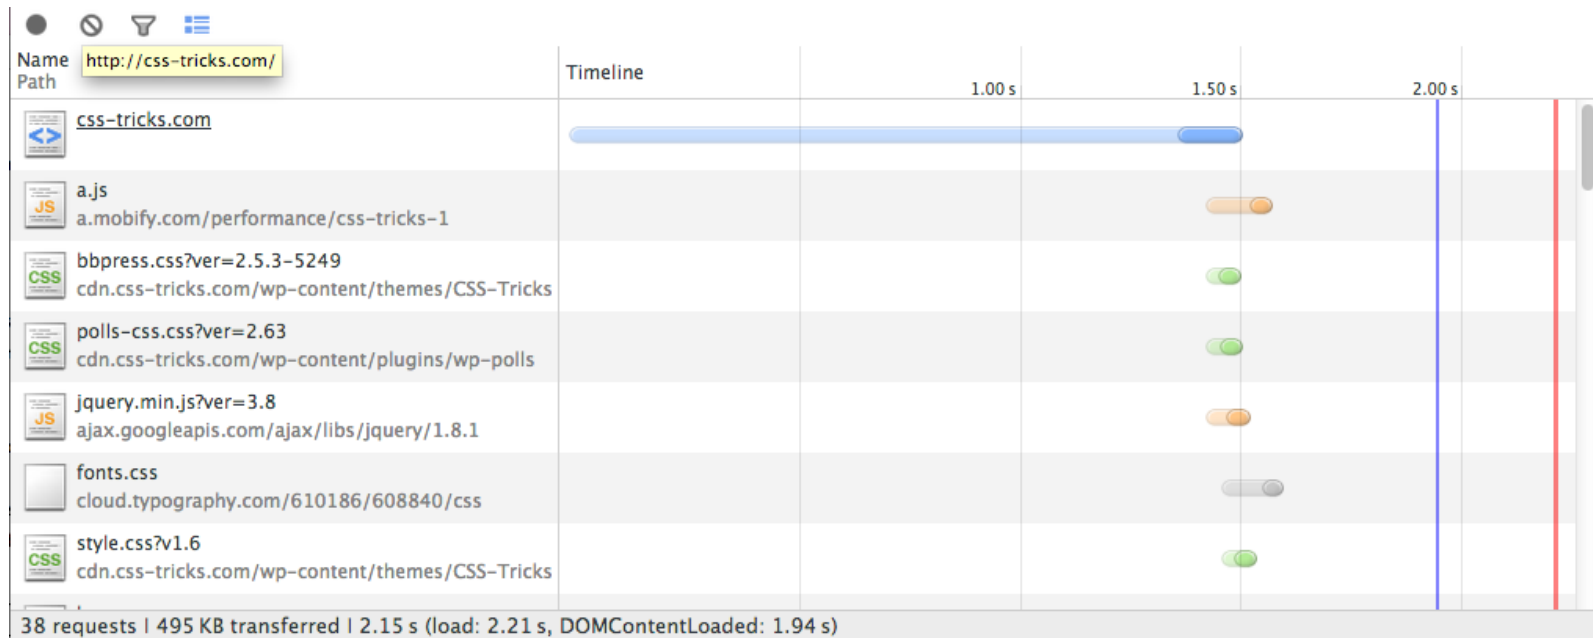 Name
http://css-tricks.com/
Path
Timeline
1.00 s
1.50 s
2.00 s
<>
css-tricks.com
JS
a.js
a.mobify.com/performance/css-tricks-1
CSS
bbpress.css?ver=2.5.3-5249
cdn.css-tricks.com/wp-content/themes/CSS-Tricks
CSS
polls-css.css?ver=2.63
cdn.css-tricks.com/wp-content/plugins/wp-polls
JS
jquery.min.js?ver=3.8
ajax.googleapis.com/ajax/libs/jquery/1.8.1
fonts.css
cloud.typography.com/610186/608840/css
CSS
style.css?v1.6
cdn.css-tricks.com/wp-content/themes/CSS-Tricks
38 requests | 495 KB transferred | 2.15 s (load: 2.21 s, DOMContentLoaded: 1.94 s)